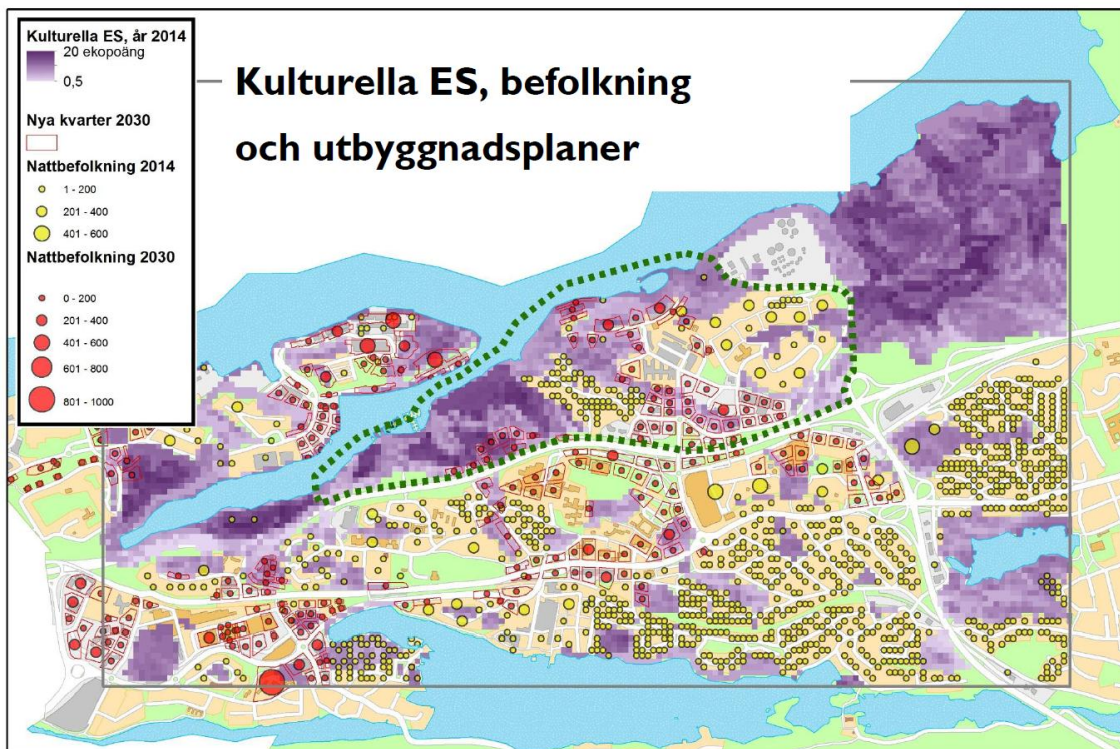 Kulturella ES, år 2014
20 ekopoäng
0,5
Nya kvarter 2030
Nattbefolkning 2014
1 - 200
201 - 400
401 - 600
Nattbefolkning 2030
0 - 200
201 - 400
401 - 600
601 - 800
801 - 1000
Kulturella ES, befolkning
och utbyggnadsplaner